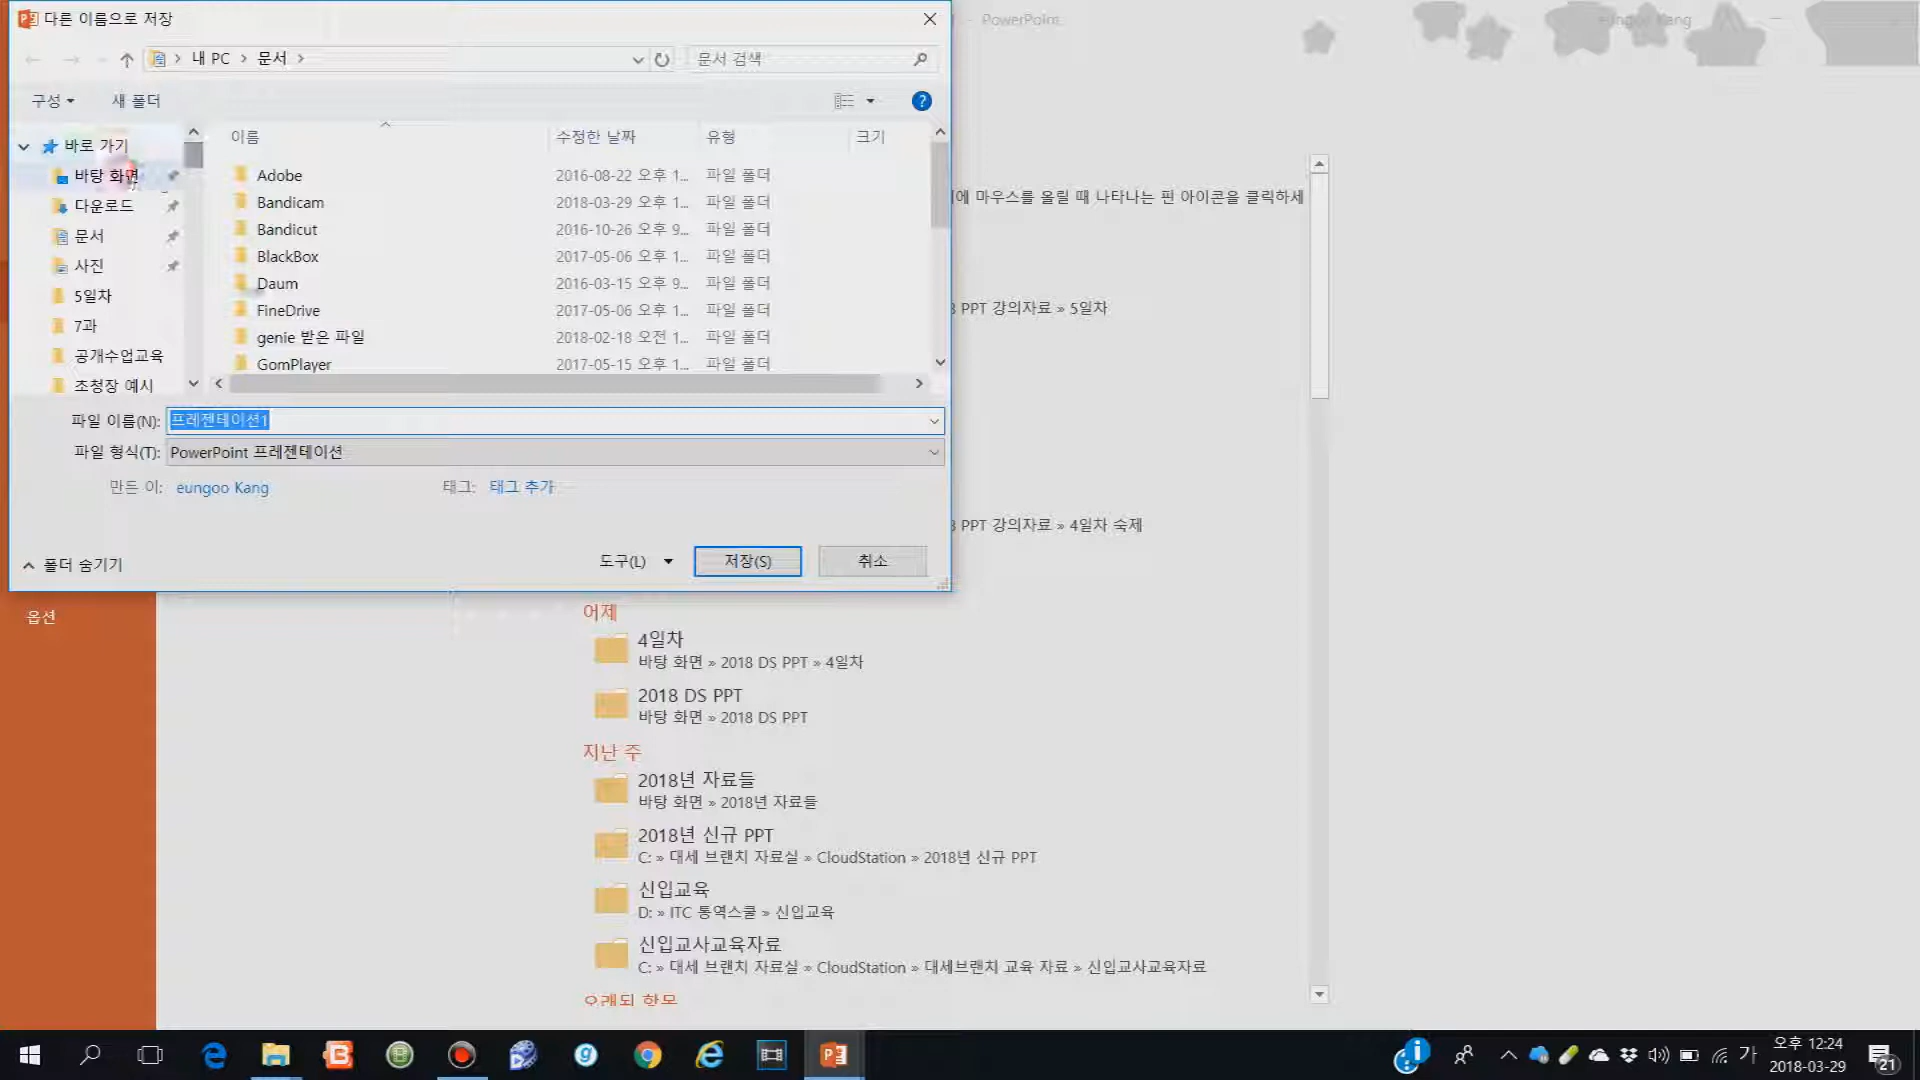 다른 이름으로 저장
PowerPoint
eungoo Kang
내 PC
문서
문서 검색
구성
새 폴더
이름
수정한 날짜
유형
크기
바로 가기
바탕 화면
다운로드
문서
사진
5일차
7과
공개수업교육
초청장 예시
Adobe 2016-08-22 오후 1... 파일 폴더
Bandicam 2018-03-29 오후 1... 파일 폴더
Bandicut 2016-10-26 오후 9... 파일 폴더
BlackBox 2017-05-06 오후 1... 파일 폴더
Daum 2016-03-15 오후 9... 파일 폴더
FineDrive 2017-05-06 오후 1... 파일 폴더
genie 받은 파일 2018-02-18 오전 1... 파일 폴더
GomPlayer 2017-05-15 오후 1... 파일 폴더
파일 이름(N): 프레젠테이션1
파일 형식(T): PowerPoint 프레젠테이션
만든 이: eungoo Kang 태그: 태그 추가
폴더 숨기기
도구(L)
저장(S)
취소
에 마우스를 올릴 때 나타나는 핀 아이콘을 클릭하세
PPT 강의자료 » 5일차
PPT 강의자료 » 4일차 숙제
옵션
어제
4일차
바탕 화면 » 2018 DS PPT » 4일차
2018 DS PPT
바탕 화면 » 2018 DS PPT
지난 주
2018년 자료들
바탕 화면 » 2018년 자료들
2018년 신규 PPT
C: » 대세 브랜치 자료실 » CloudStation » 2018년 신규 PPT
신입교육
D: » ITC 통역스쿨 » 신입교육
신입교사교육자료
C: » 대세 브랜치 자료실 » CloudStation » 대세브랜치 교육 자료 » 신입교사교육자료
오래된 항목
가
오후 12:24
2018-03-29
21